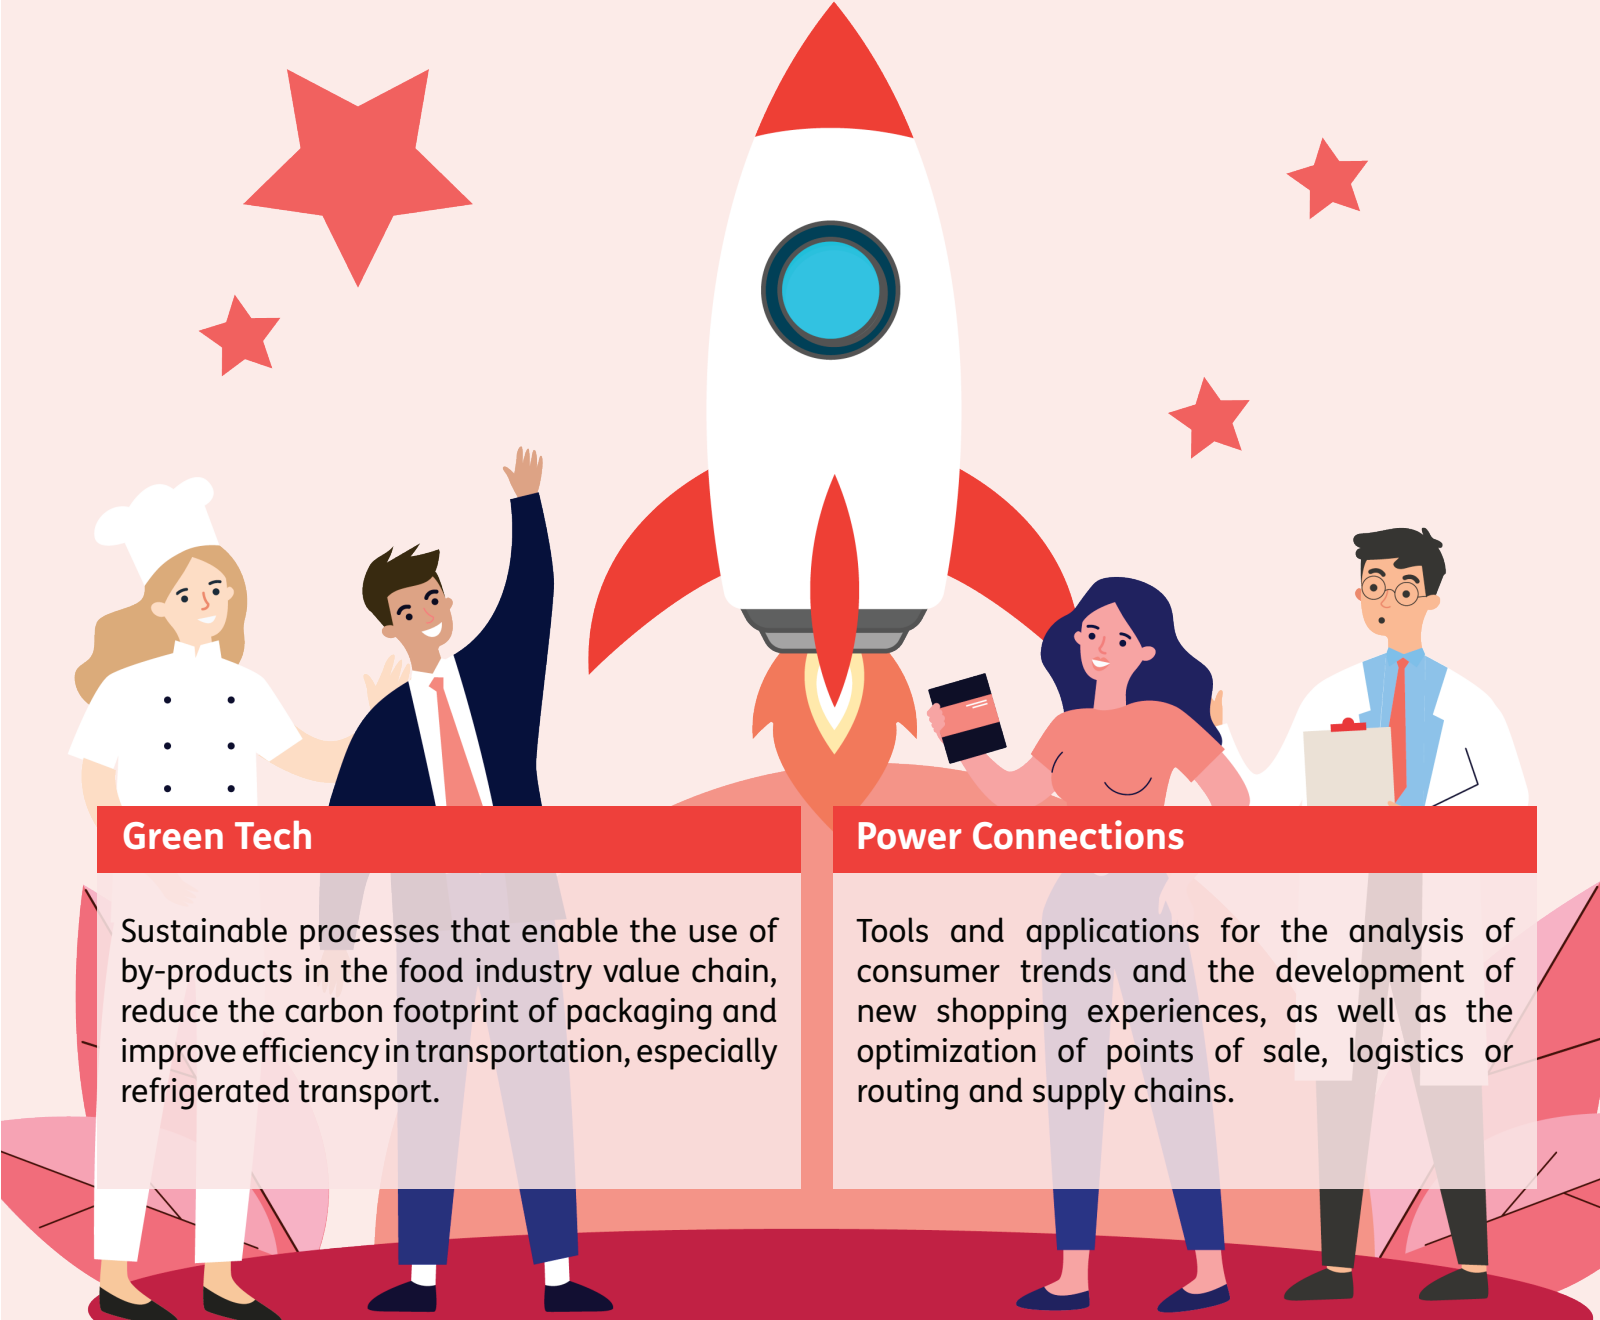 Green Tech
Sustainable processes that enable the use of
by-products in the food industry value chain,
reduce the carbon footprint of packaging and
improve efficiency in transportation, especially
refrigerated transport.
Power Connections
Tools and applications for the analysis of
consumer trends and the development of
new shopping experiences, as well as the
optimization of points of sale, logistics or
routing and supply chains.